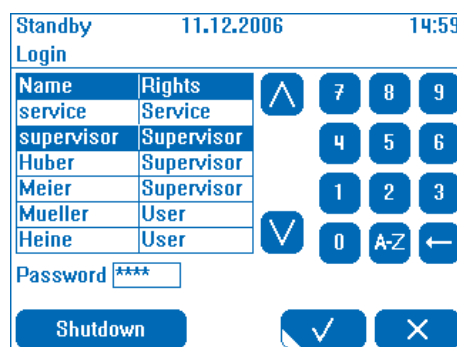 Standby 11.12.2006 14:59
Login
Name Rights
service Service
supervisor Supervisor
Huber Supervisor
Meier Supervisor
Mueller User
Heine User
7 8 9
4 5 6
1 2 3
0 A-Z ←
Password ****
Shutdown